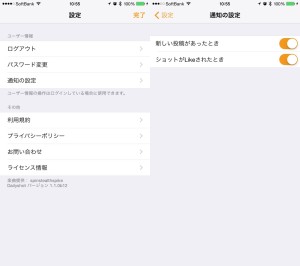 SoftBank 10:55 100%
設定 完了
ユーザー情報
ログアウト
パスワード変更
通知の設定
ユーザー情報の操作はログインしている場合に使用できます。
その他
利用規約
プライバシーポリシー
お問い合わせ
ライセンス情報
SoftBank 10:55 100%
設定 通知の設定
新しい投稿があったとき
ショットがLikeされたとき